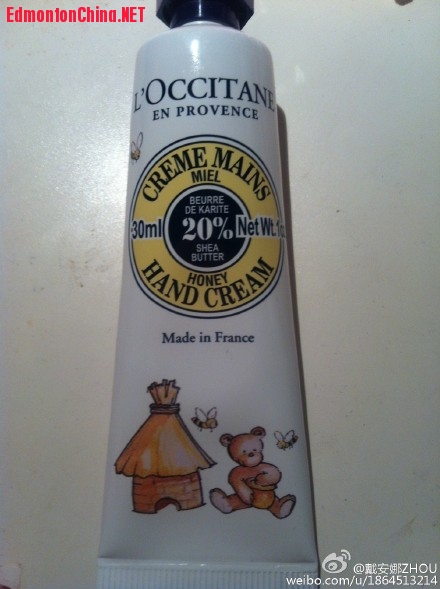 EdmontonChina.NET
L'OCCITANE
EN PROVENCE
CREME MAINS
MIEL
BEURRE
DE KARITE
30ml 20% Net Wt.
SHEA
BUTTER
HONEY
HAND CREAM
Made in France
@戴安娜ZHOU
weibo.com/u/1864513214